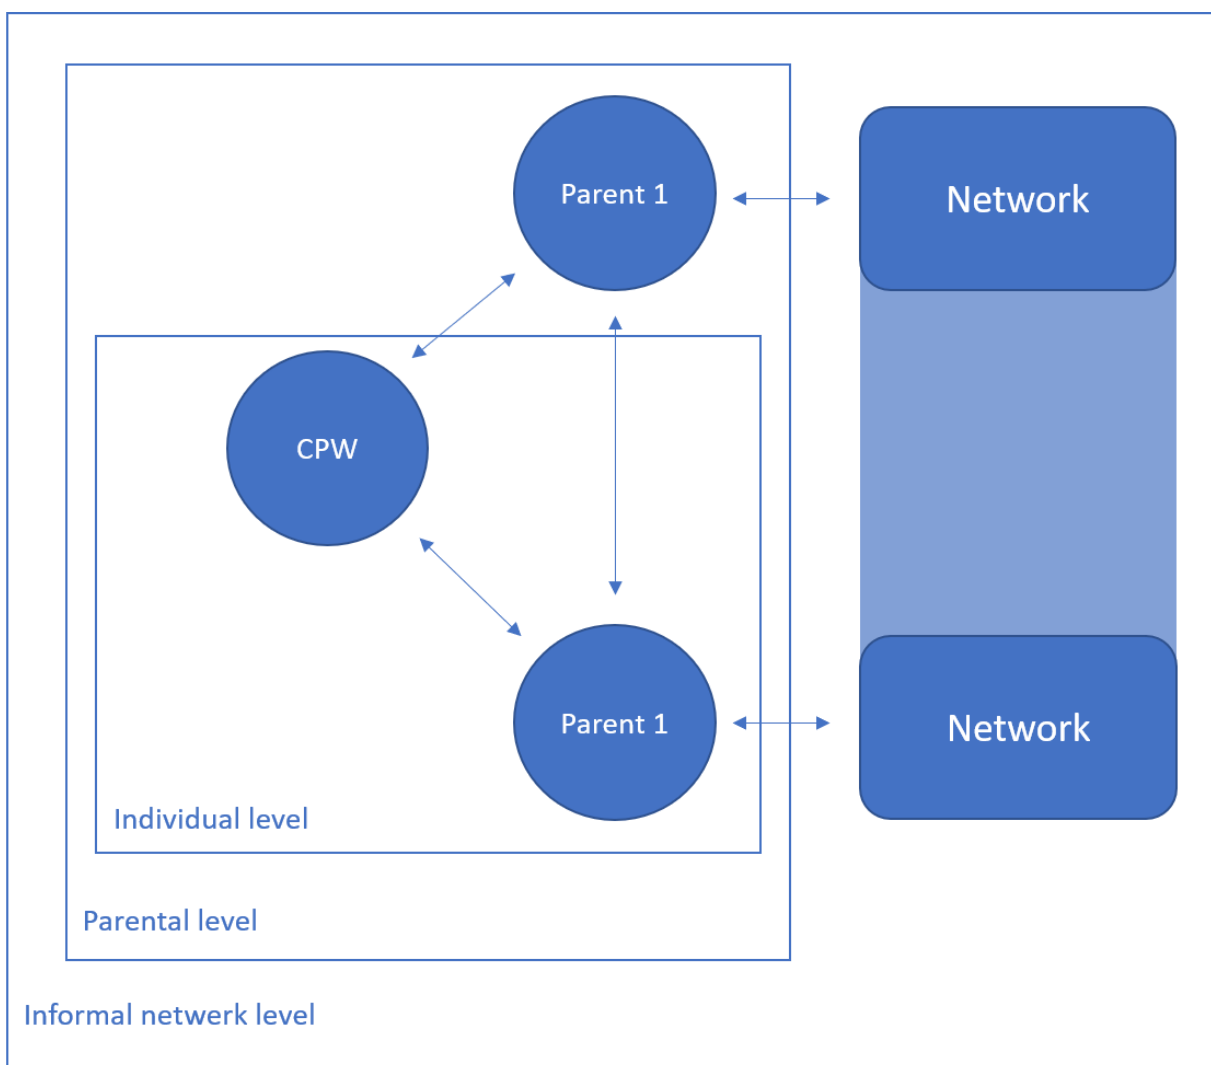 Parent 1
Network
CPW
Parent 1
Network
Individual level
Parental level
Informal netwerk level